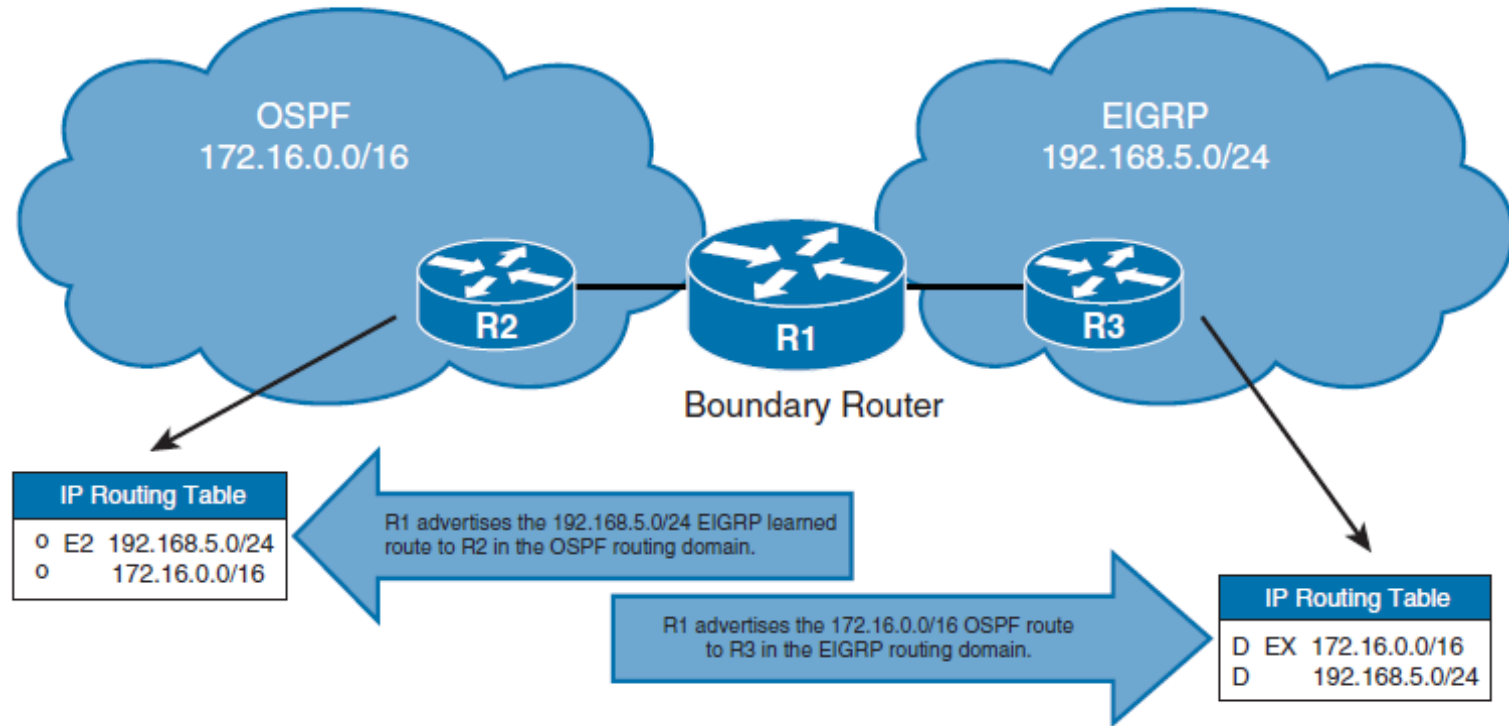 OSPF
172.16.0.0/16
EIGRP
192.168.5.0/24
R2
R1
R3
Boundary Router
IP Routing Table
O E2 192.168.5.0/24
O 172.16.0.0/16
R1 advertises the 192.168.5.0/24 EIGRP learned
route to R2 in the OSPF routing domain.
R1 advertises the 172.16.0.0/16 OSPF route
to R3 in the EIGRP routing domain.
IP Routing Table
D EX 172.16.0.0/16
D 192.168.5.0/24